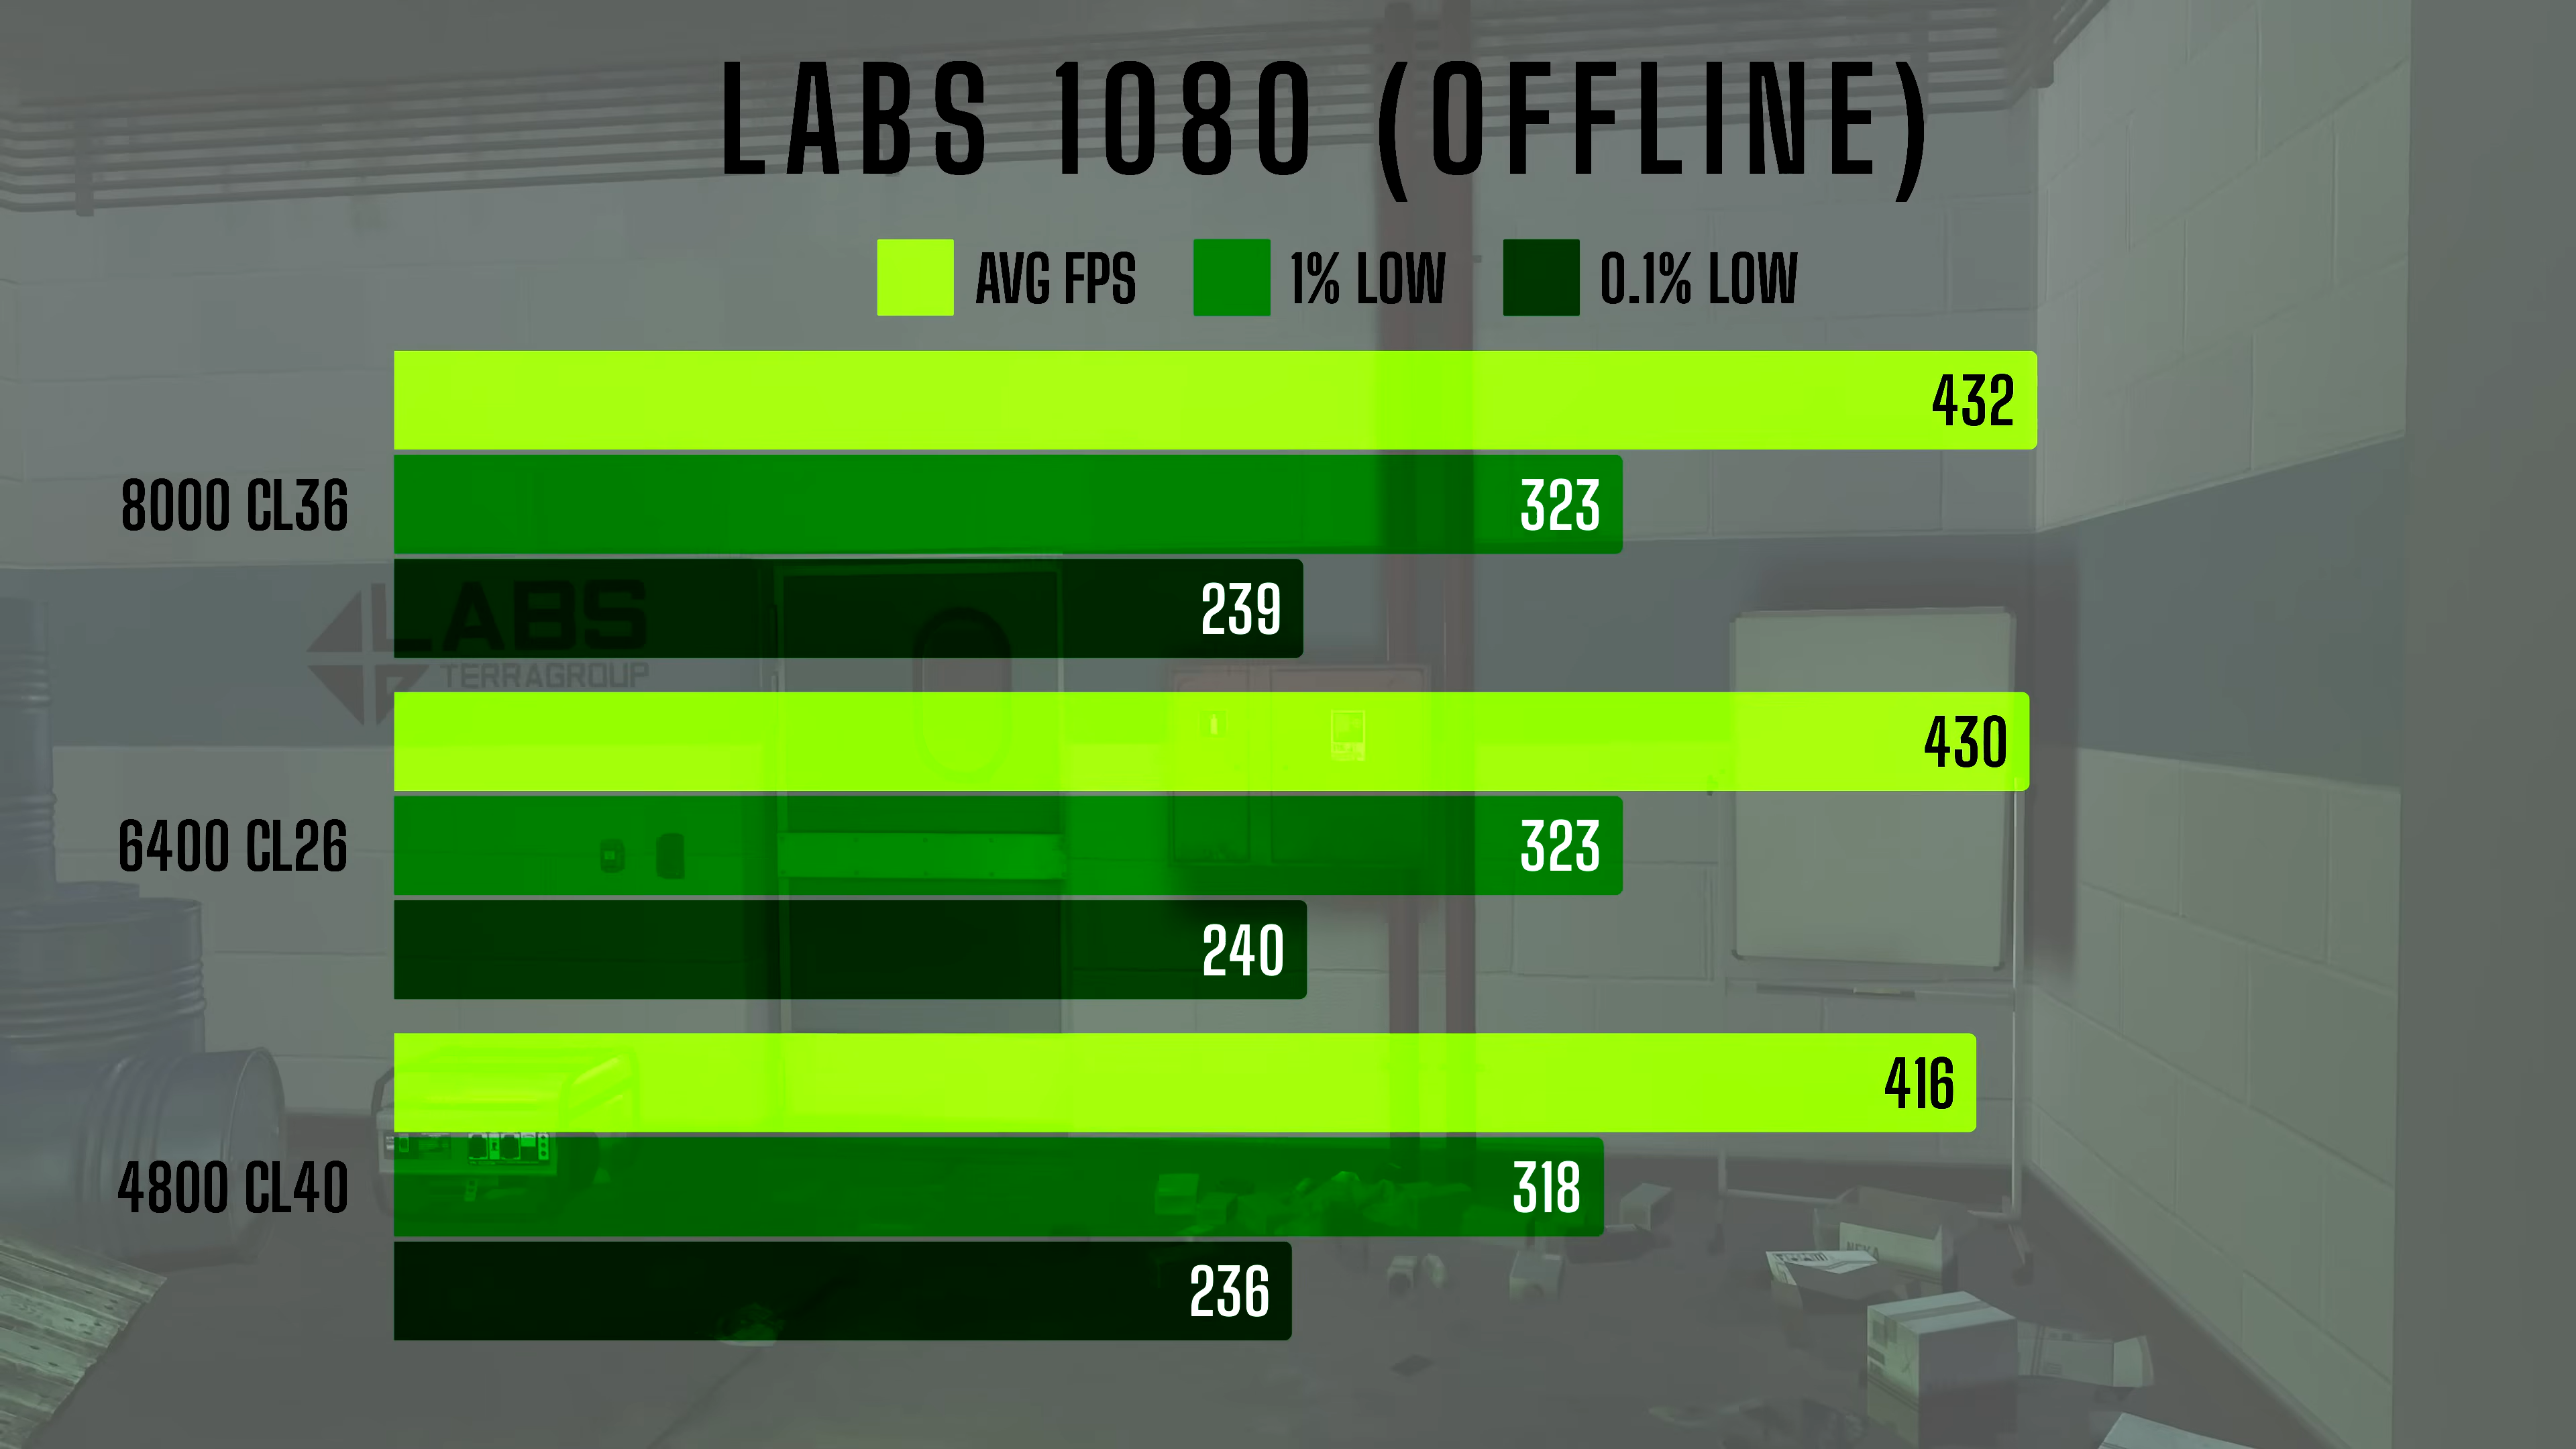 LABS 1080 (OFFLINE)
AVG FPS 1% LOW 0.1% LOW
432
8000 CL36 323
239
LABS
TERRAGROUP
430
6400 CL26 323
240
416
4800 CL40 318
236